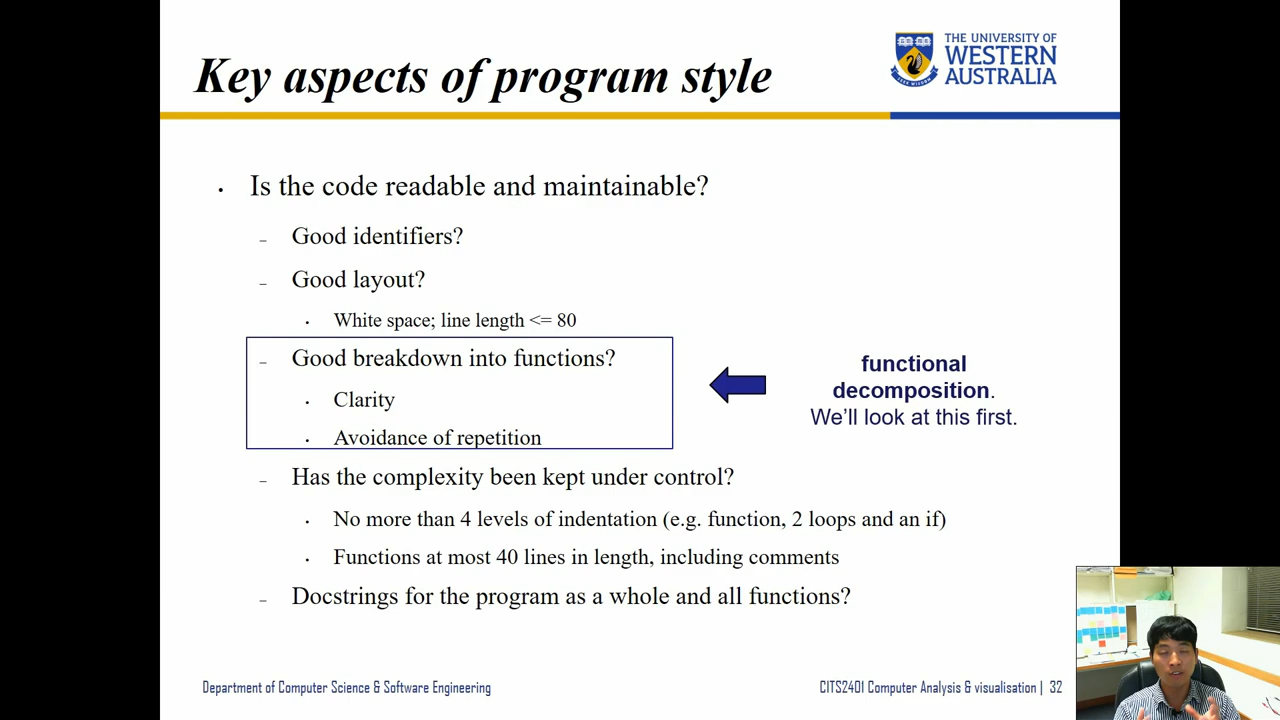 THE UNIVERSITY OF
WESTERN
AUSTRALIA
Key aspects of program style
• Is the code readable and maintainable?
– Good identifiers?
– Good layout?
• White space; line length <= 80
– Good breakdown into functions?
• Clarity
• Avoidance of repetition
functional
decomposition.
We’ll look at this first.
– Has the complexity been kept under control?
• No more than 4 levels of indentation (e.g. function, 2 loops and an if)
• Functions at most 40 lines in length, including comments
– Docstrings for the program as a whole and all functions?
Department of Computer Science & Software Engineering
CITS2401 Computer Analysis & visualisation | 32